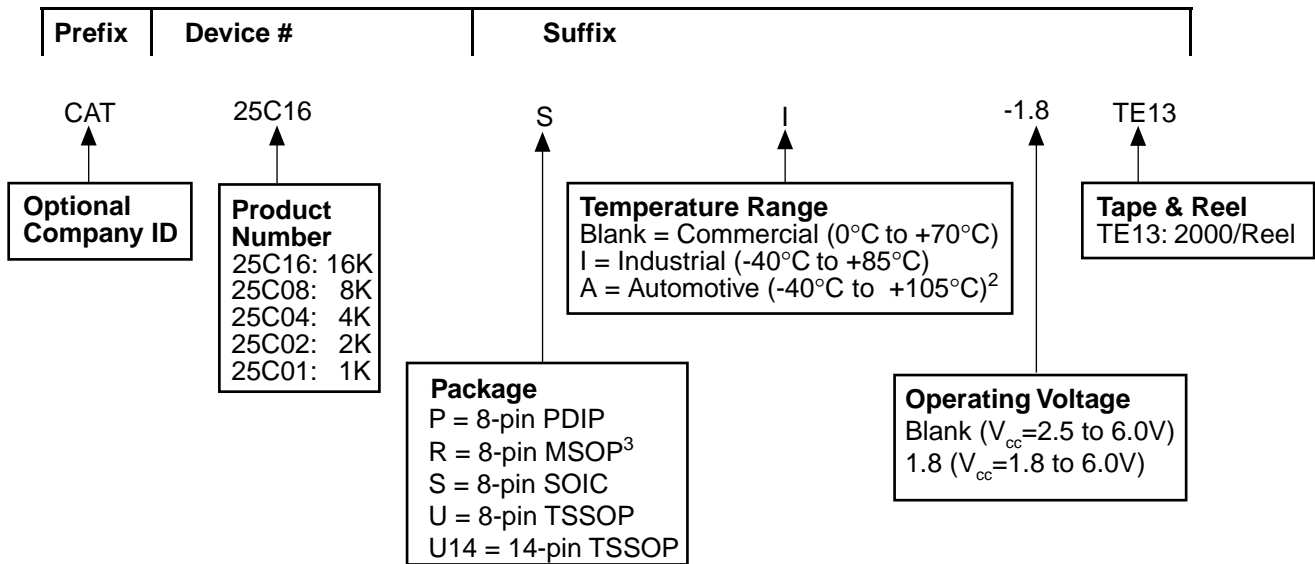 Prefix Device # Suffix
CAT 25C16 S I -1.8 TE13
Optional
Company ID
Product
Number
25C16: 16K
25C08: 8K
25C04: 4K
25C02: 2K
25C01: 1K
Temperature Range
Blank = Commercial (0°C to +70°C)
I = Industrial (-40°C to +85°C)
A = Automotive (-40°C to +105°C)²
Tape & Reel
TE13: 2000/Reel
Package
P = 8-pin PDIP
R = 8-pin MSOP³
S = 8-pin SOIC
U = 8-pin TSSOP
U14 = 14-pin TSSOP
Operating Voltage
Blank (Vcc=2.5 to 6.0V)
1.8 (Vcc=1.8 to 6.0V)